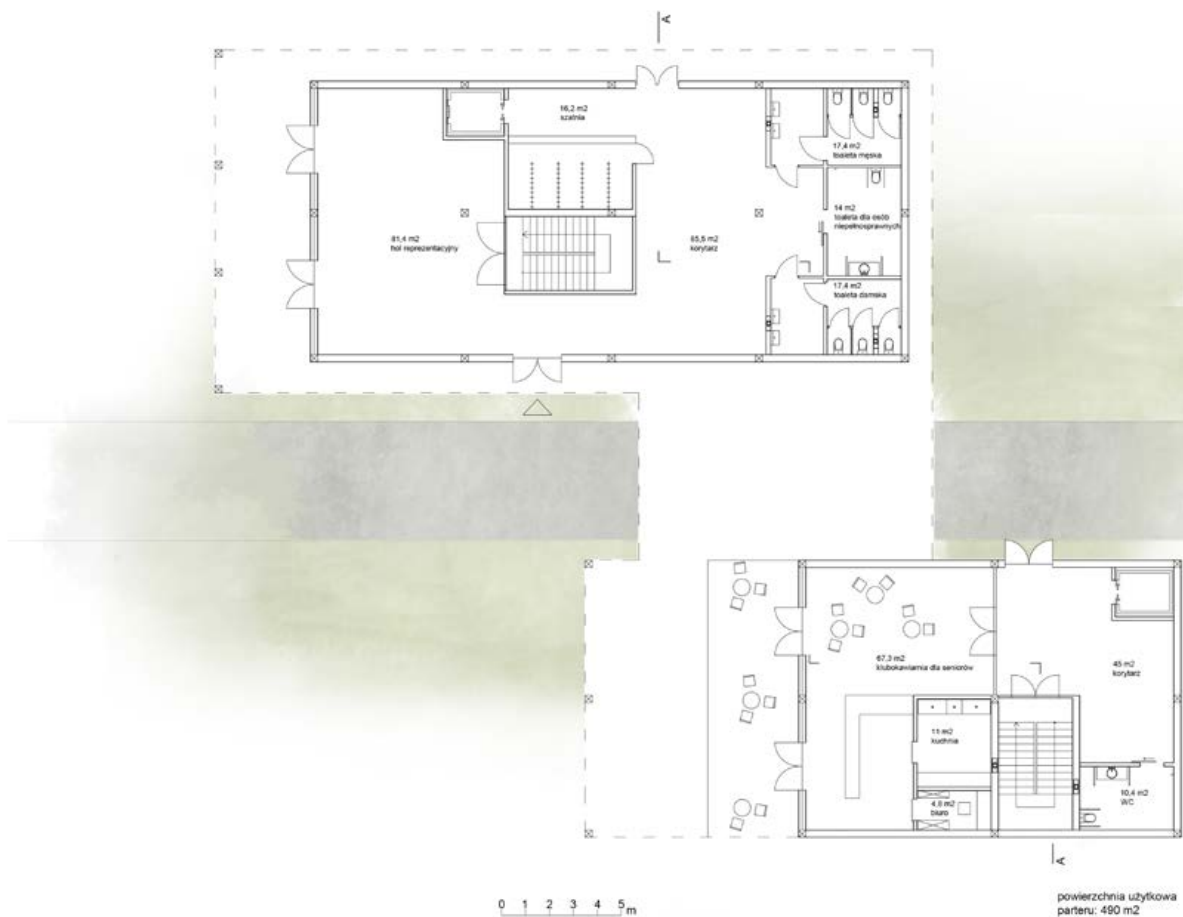 A
16,2 m2
szatnia
17,4 m2
toaleta męska
14 m2
toaleta dla osób
niepełnosprawnych
81,4 m2
hol reprezentacyjny
65,5 m2
korytarz
17,4 m2
toaleta damska
67,3 m2
klubokawiarnia dla seniorów
45 m2
korytarz
11 m2
kuchnia
10,4 m2
WC
4,8 m2
biuro
A
0 1 2 3 4 5 m
powierzchnia użytkowa
parteru: 490 m2